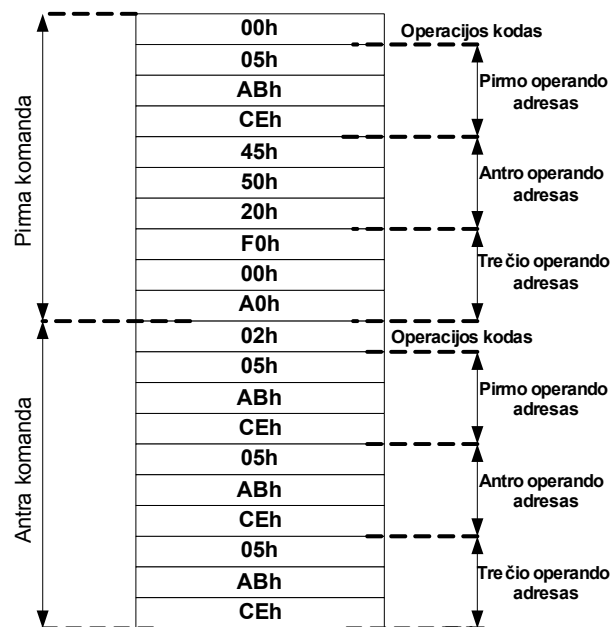 00h
Operacijos kodas
05h
ABh
CEh
Pirmo operando
adresas
45h
50h
20h
Antro operando
adresas
F0h
00h
A0h
Trečio operando
adresas
Pirma komanda
02h
Operacijos kodas
05h
ABh
CEh
Pirmo operando
adresas
05h
ABh
CEh
Antro operando
adresas
05h
ABh
CEh
Trečio operando
adresas
Antra komanda